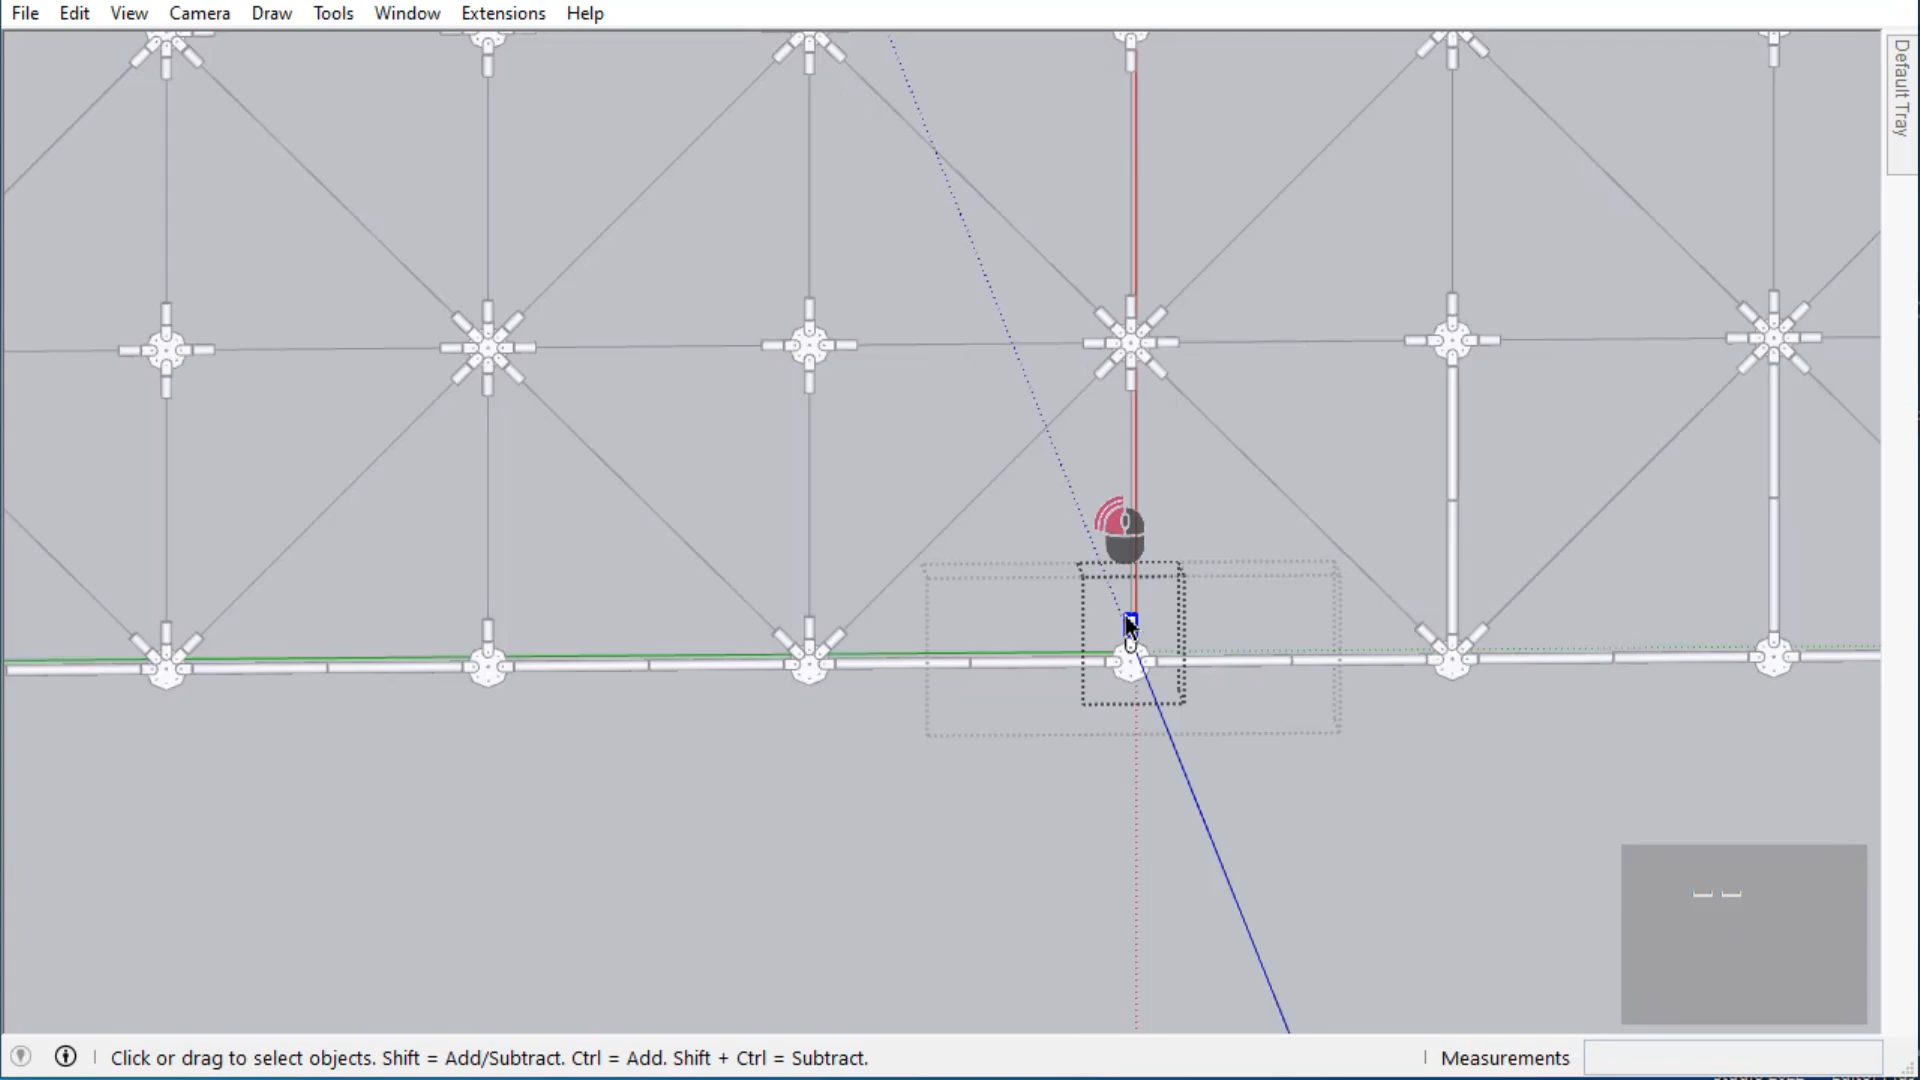 File Edit View Camera Draw Tools Window Extensions Help
Default Tray
Click or drag to select objects. Shift = Add/Subtract. Ctrl = Add. Shift + Ctrl = Subtract.
Measurements